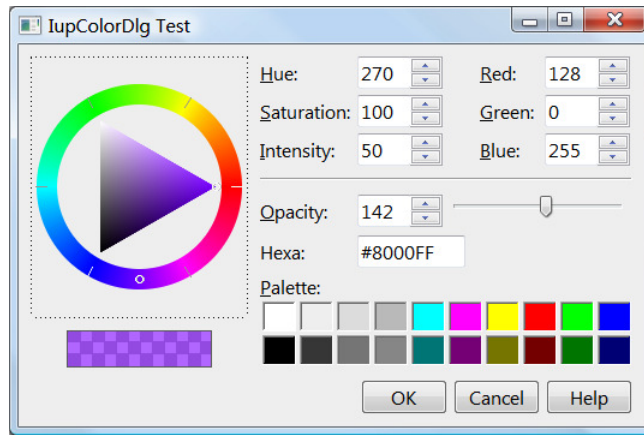 IupColorDlg Test
Hue: 270 Red: 128
Saturation: 100 Green: 0
Intensity: 50 Blue: 255
Opacity: 142
Hexa: #8000FF
Palette:
OK Cancel Help